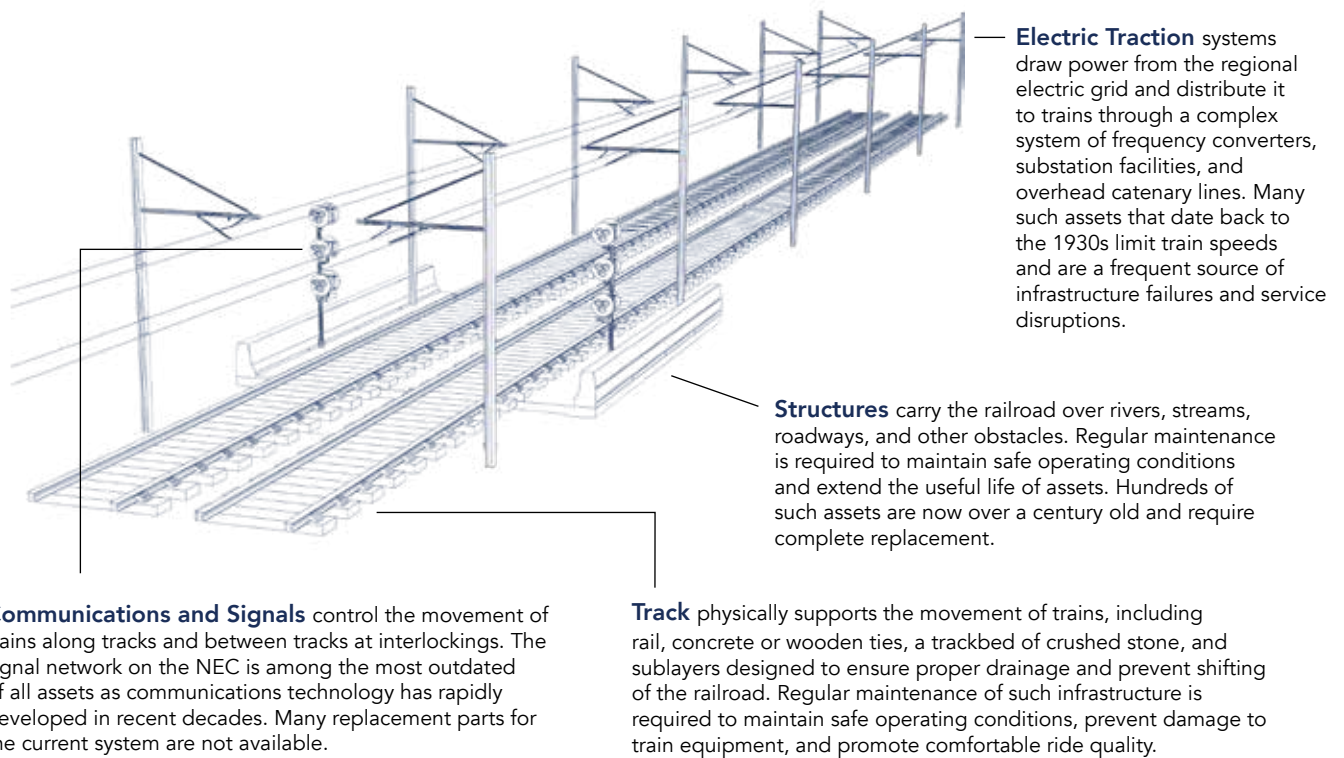 Electric Traction systems
draw power from the regional
electric grid and distribute it
to trains through a complex
system of frequency converters,
substation facilities, and
overhead catenary lines. Many
such assets that date back to
the 1930s limit train speeds
and are a frequent source of
infrastructure failures and service
disruptions.
Structures carry the railroad over rivers, streams,
roadways, and other obstacles. Regular maintenance
is required to maintain safe operating conditions
and extend the useful life of assets. Hundreds of
such assets are now over a century old and require
complete replacement.
Communications and Signals control the movement of
ains along tracks and between tracks at interlockings. The
ignal network on the NEC is among the most outdated
f all assets as communications technology has rapidly
eveloped in recent decades. Many replacement parts for
he current system are not available.
Track physically supports the movement of trains, including
rail, concrete or wooden ties, a trackbed of crushed stone, and
sublayers designed to ensure proper drainage and prevent shifting
of the railroad. Regular maintenance of such infrastructure is
required to maintain safe operating conditions, prevent damage to
train equipment, and promote comfortable ride quality.